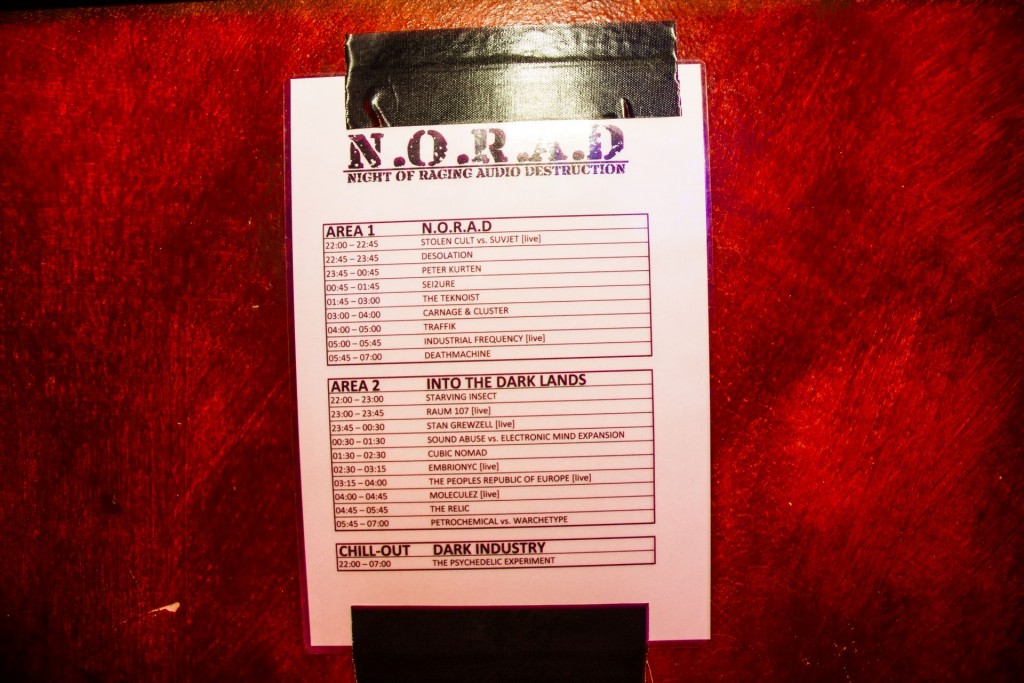 N.O.R.A.D
NIGHT OF RAGING AUDIO DESTRUCTION
AREA 1 N.O.R.A.D
22:00 – 22:45 STOLEN CULT vs. SUVJET [live]
22:45 – 23:45 DESOLATION
23:45 – 00:45 PETER KURTEN
00:45 – 01:45 SEI2URE
01:45 – 03:00 THE TEKNOIST
03:00 – 04:00 CARNAGE & CLUSTER
04:00 – 05:00 TRAFFIK
05:00 – 05:45 INDUSTRIAL FREQUENCY [live]
05:45 – 07:00 DEATHMACHINE
AREA 2 INTO THE DARK LANDS
22:00 – 23:00 STARVING INSECT
23:00 – 23:45 RAUM 107 [live]
23:45 – 00:30 STAN GREWZELL [live]
00:30 – 01:30 SOUND ABUSE vs. ELECTRONIC MIND EXPANSION
01:30 – 02:30 CUBIC NOMAD
02:30 – 03:15 EMBRIONYC [live]
03:15 – 04:00 THE PEOPLES REPUBLIC OF EUROPE [live]
04:00 – 04:45 MOLECULEZ [live]
04:45 – 05:45 THE RELIC
05:45 – 07:00 PETROCHEMICAL vs. WARCHETYPE
CHILL-OUT DARK INDUSTRY
22:00 – 07:00 THE PSYCHEDELIC EXPERIMENT